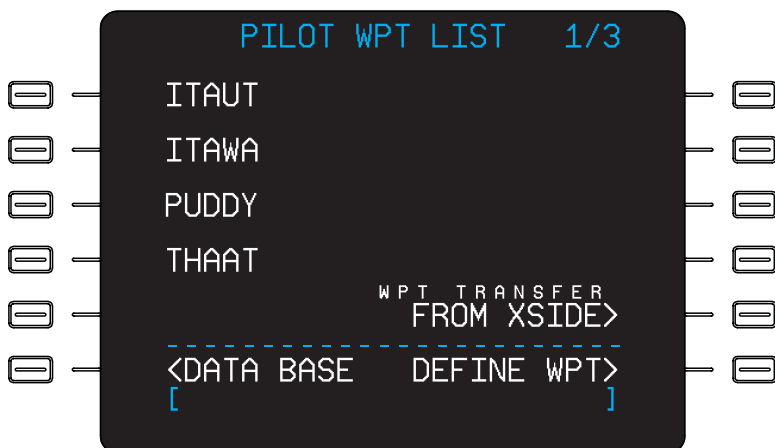 PILOT WPT LIST 1/3
ITAUT
ITAWA
PUDDY
THAAT
WPT TRANSFER
FROM XSIDE>
<DATA BASE DEFINE WPT>
[ ]